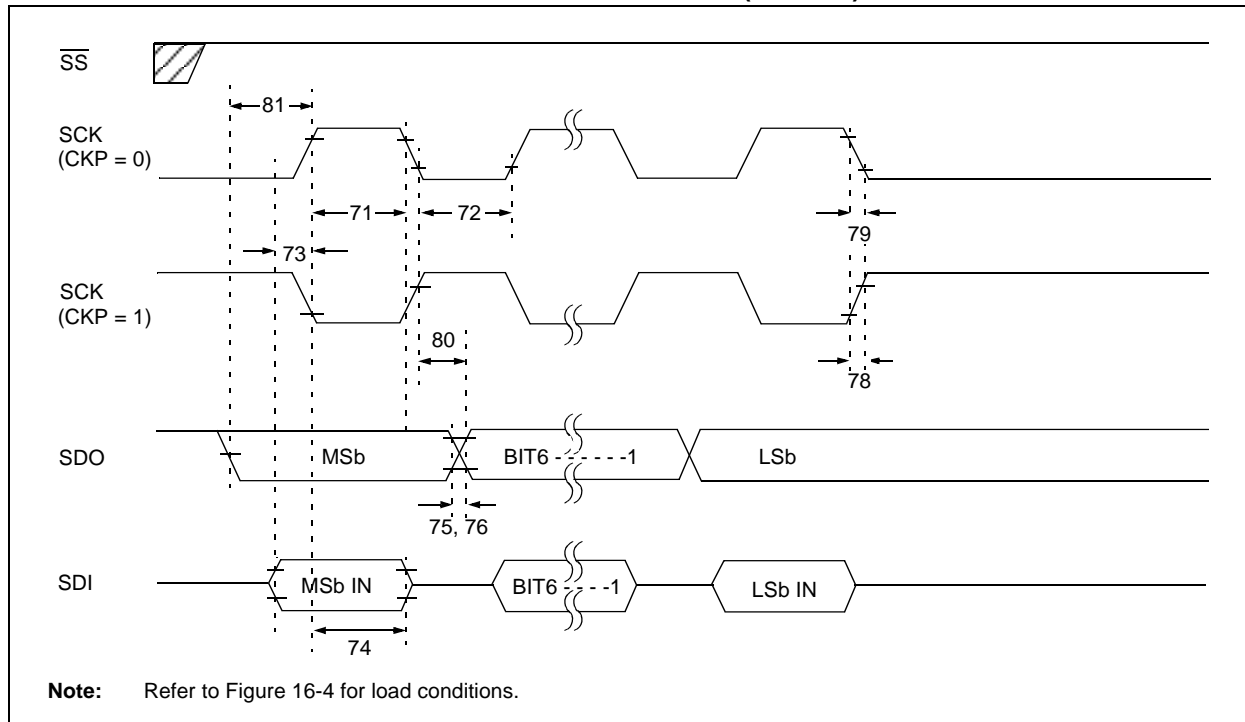 SS
81
SCK
(CKP = 0)
71
72
79
73
SCK
(CKP = 1)
80
78
SDO
MSb
BIT6 - - - - - -1
LSb
75, 76
SDI
MSb IN
BIT6 - - - -1
LSb IN
74
Note: Refer to Figure 16-4 for load conditions.